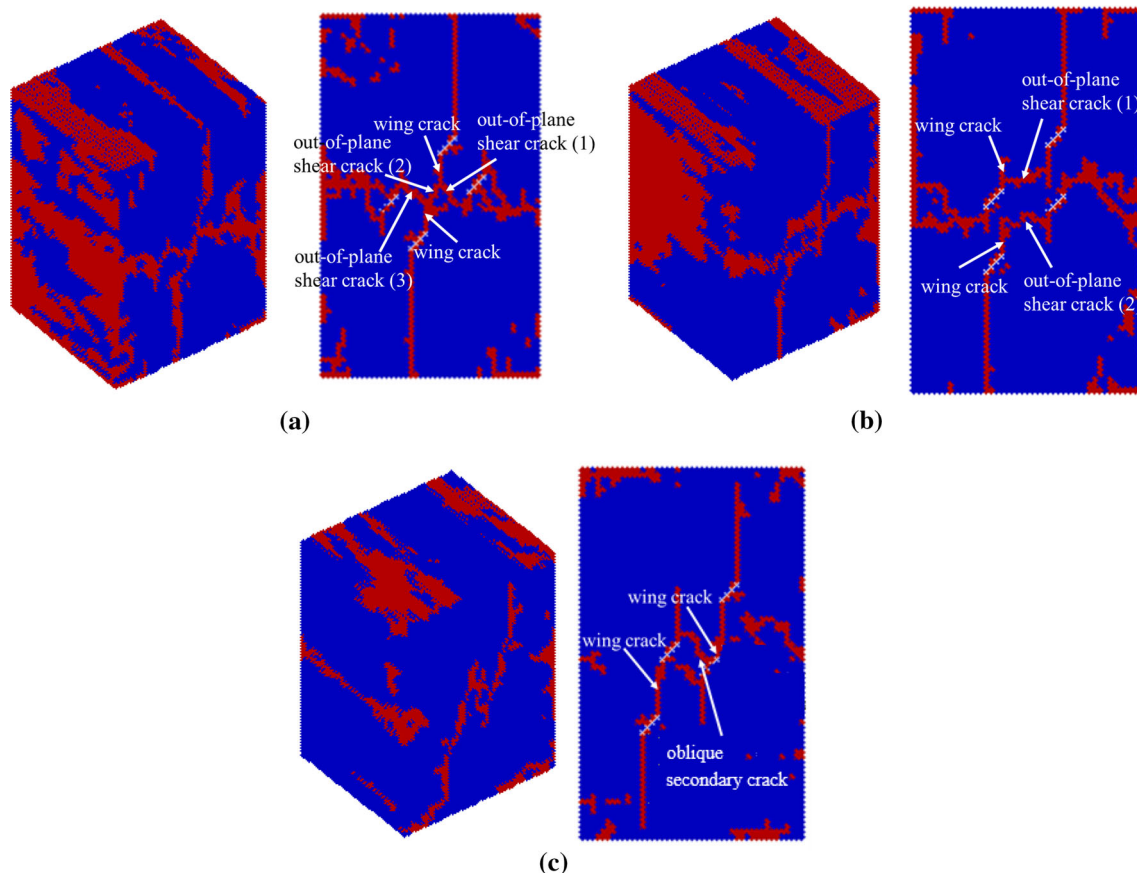 wing crack
out-of-plane
shear crack (1)
out-of-plane
shear crack (2)
out-of-plane
shear crack (3)
wing crack
(a)
out-of-plane
shear crack (1)
wing crack
wing crack
out-of-plane
shear crack (2)
(b)
wing crack
wing crack
oblique
secondary crack
(c)